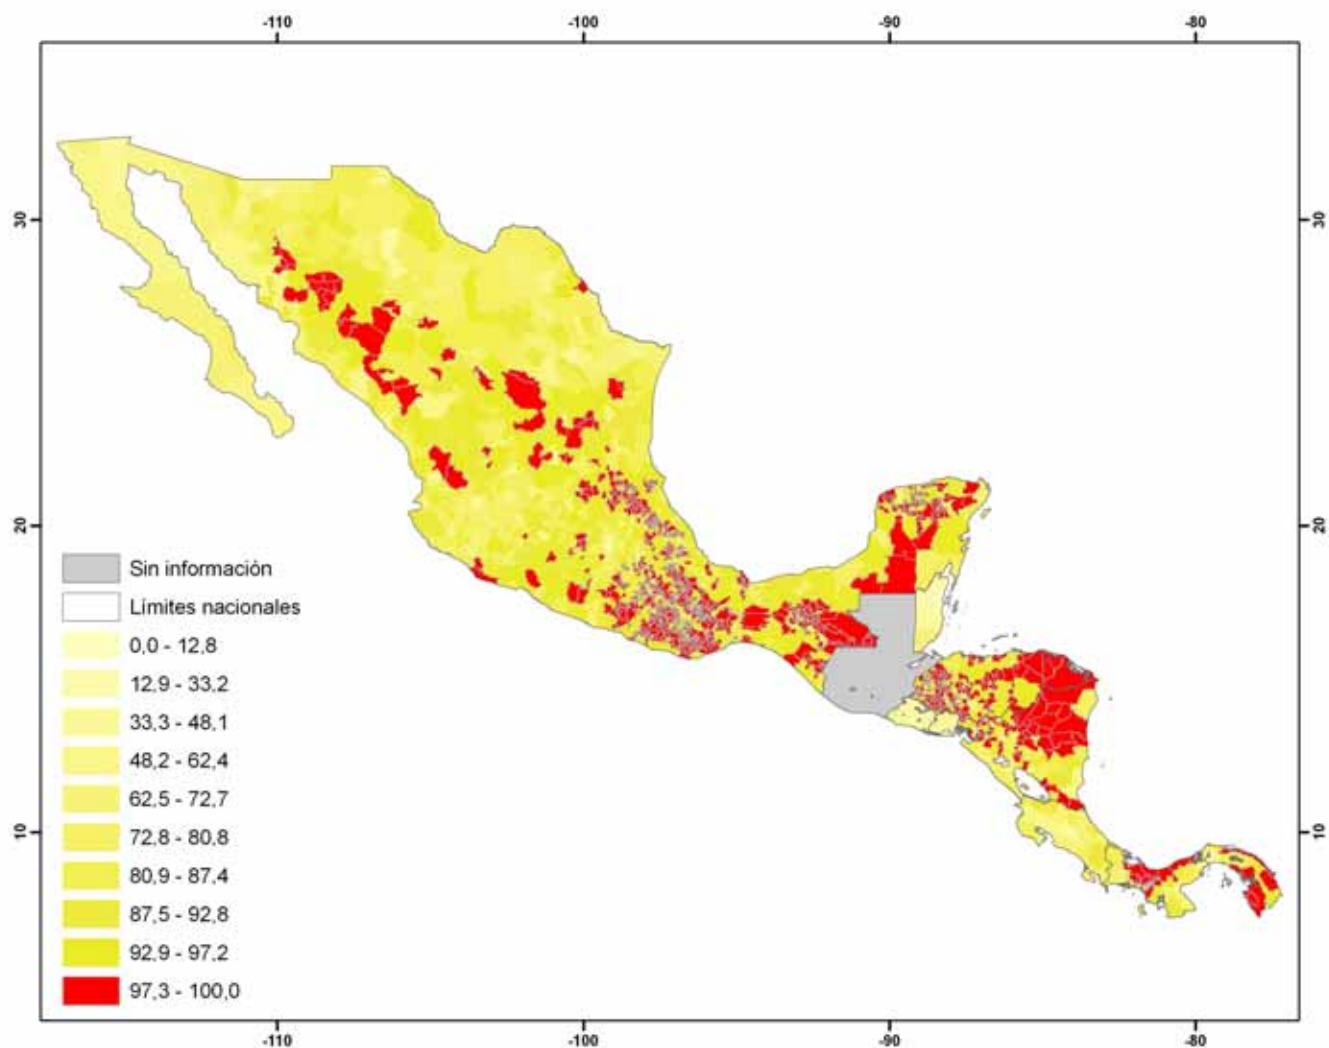 -110 -100 -90 -80
30 30
20 20
Sin información
Límites nacionales
0,0 - 12,8
12,9 - 33,2
33,3 - 48,1
48,2 - 62,4
62,5 - 72,7
72,8 - 80,8
10 10
80,9 - 87,4
87,5 - 92,8
92,9 - 97,2
97,3 - 100,0
-110 -100 -90 -80